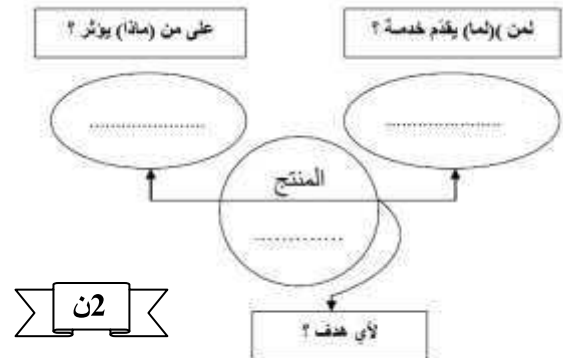 لمن )(لما) يقدّم خدمة ؟
على من (ماذا) يؤثر ؟
....................
....................
المنتج
...............
2ن
لأي هدف ؟